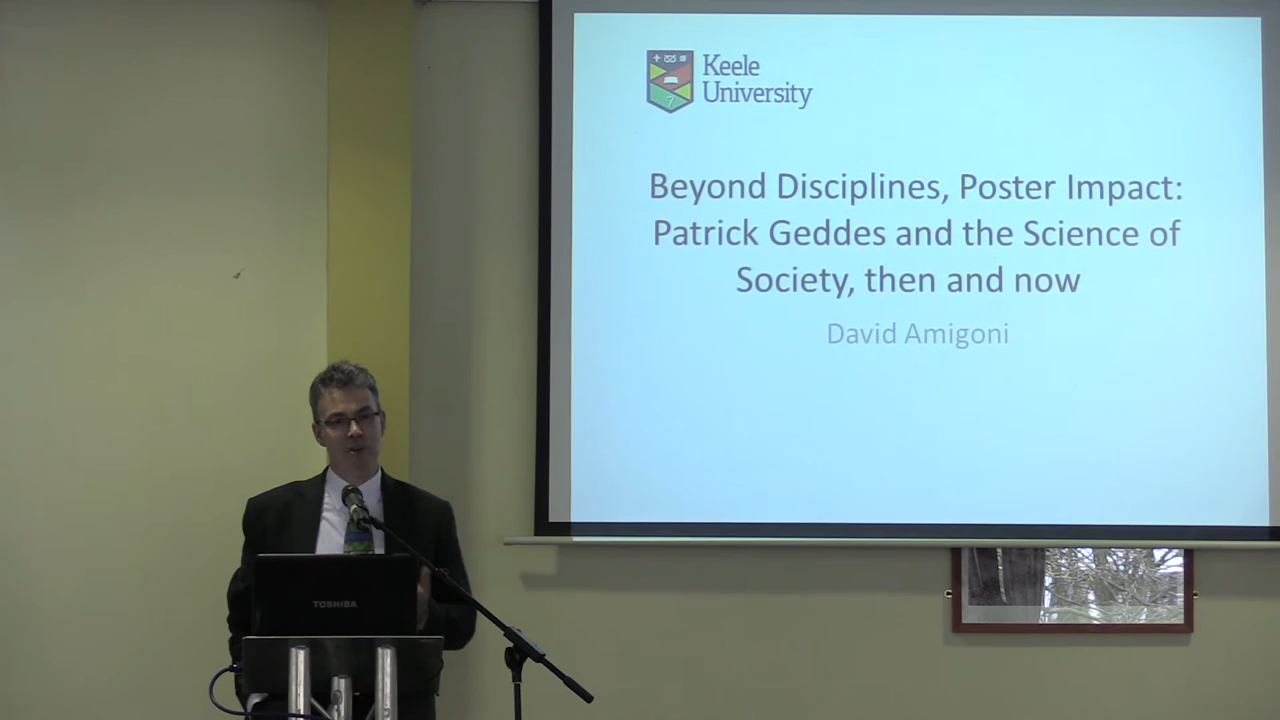 Keele
University
Beyond Disciplines, Poster Impact:
Patrick Geddes and the Science of
Society, then and now
David Amigoni
TOSHIBA